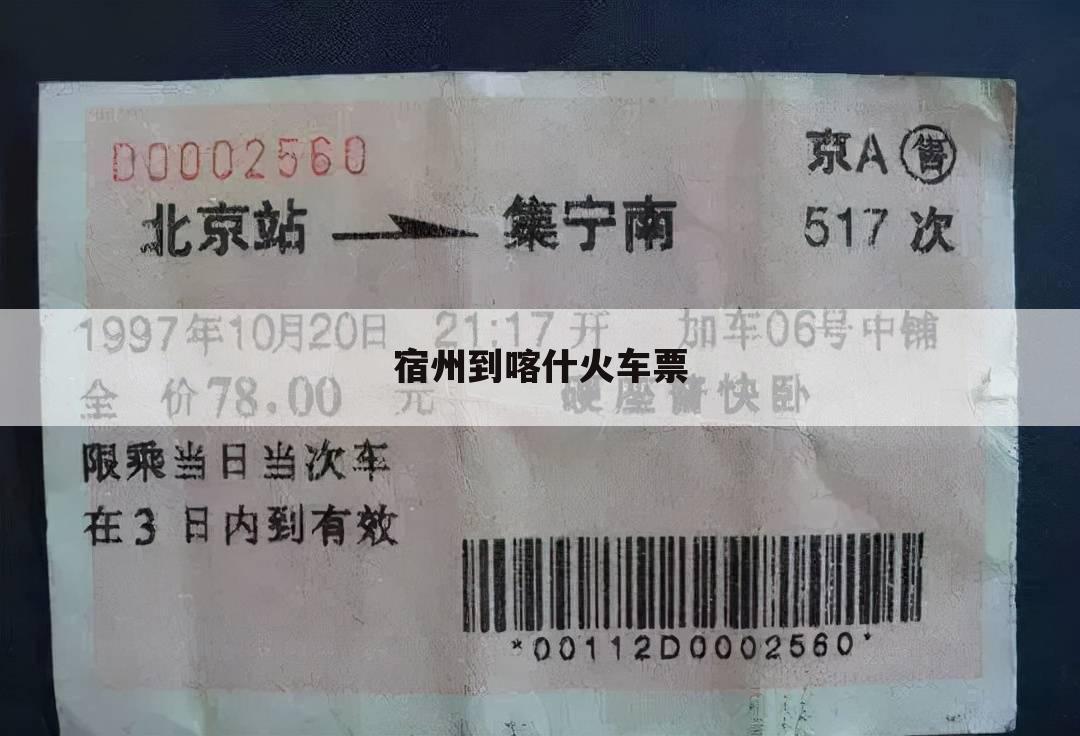 D0002560 京A 售
北京站 集宁南 517 次
1997年10月20日 21:17 开 加车06号中铺
宿州到喀什火车票
全 价78.00 元 硬座普快卧
限乘当日当次车
在3 日内到有效
*00112D0002560*